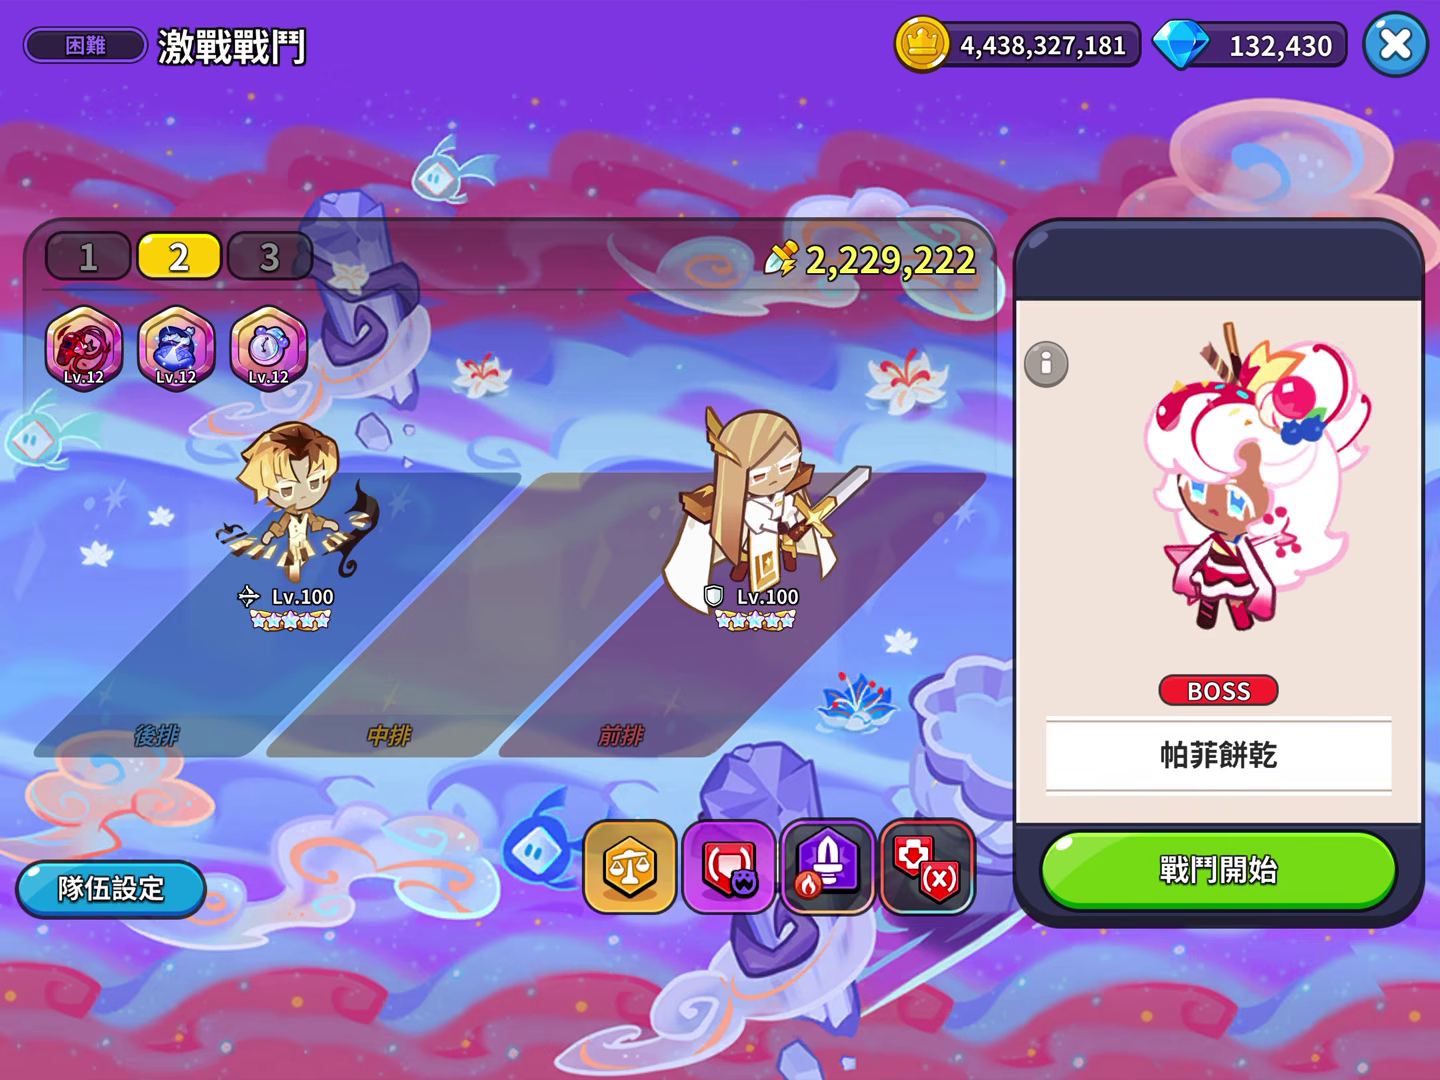 困難 激戰戰鬥 4,438,327,181 132,430
1 2 3 2,229,222
Lv.12 Lv.12 Lv.12
Lv.100 Lv.100
後排 中排 前排
隊伍設定
BOSS
帕菲餅乾
戰鬥開始